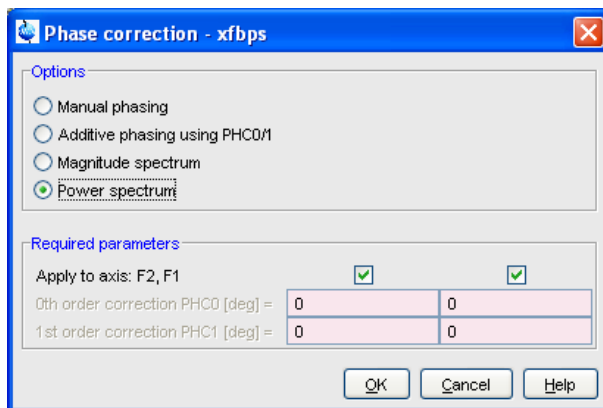 Phase correction - xfbps
Options
Manual phasing
Additive phasing using PHC0/1
Magnitude spectrum
Power spectrum
Required parameters
Apply to axis: F2, F1
0th order correction PHC0 [deg] = 0 0
1st order correction PHC1 [deg] = 0 0
OK Cancel Help